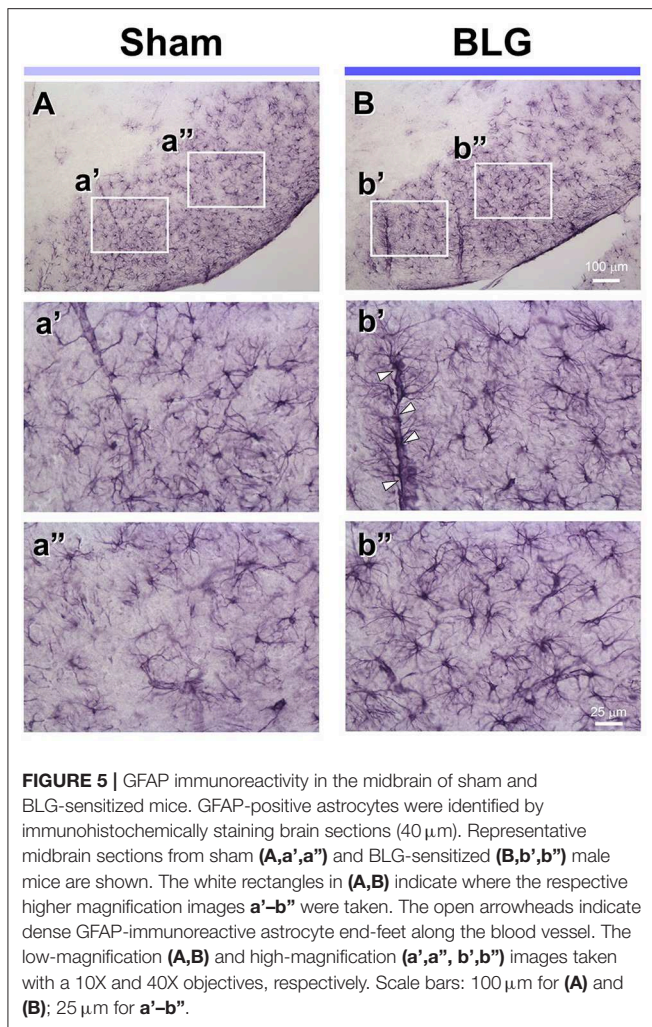 Sham BLG
A B
a’ a” b’ b”
100 μm
a’ b’
a” b”
25 μm
FIGURE 5 | GFAP immunoreactivity in the midbrain of sham and
BLG-sensitized mice. GFAP-positive astrocytes were identified by
immunohistochemically staining brain sections (40 μm). Representative
midbrain sections from sham (A,a’,a”) and BLG-sensitized (B,b’,b”) male
mice are shown. The white rectangles in (A,B) indicate where the respective
higher magnification images a’–b” were taken. The open arrowheads indicate
dense GFAP-immunoreactive astrocyte end-feet along the blood vessel. The
low-magnification (A,B) and high-magnification (a’,a”, b’,b”) images taken
with a 10X and 40X objectives, respectively. Scale bars: 100 μm for (A) and
(B); 25 μm for a’–b”.